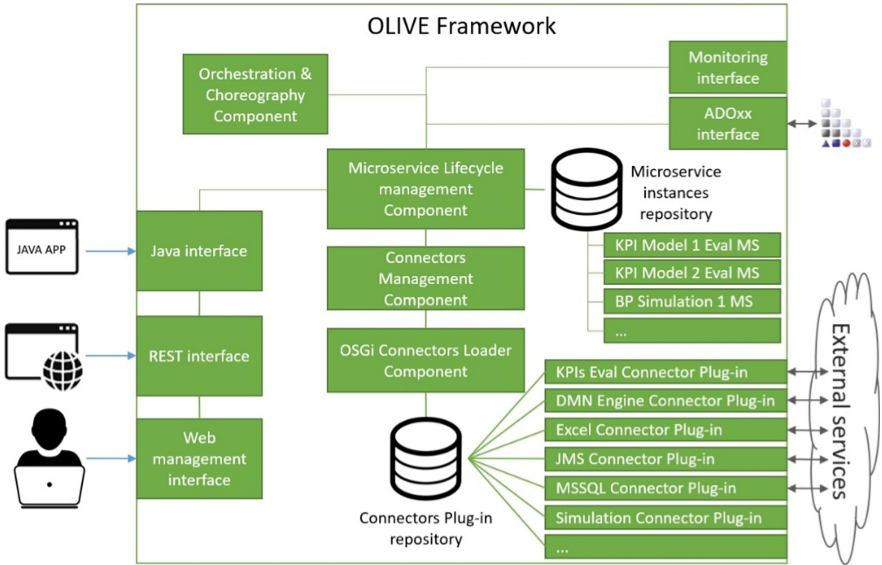 OLIVE Framework
Orchestration &
Choreography
Component
Monitoring
interface
ADOxx
interface
Microservice Lifecycle
management
Component
Microservice
instances
repository
JAVA APP
Java interface
Connectors
Management
Component
KPI Model 1 Eval MS
KPI Model 2 Eval MS
BP Simulation 1 MS
...
REST interface
OSGi Connectors Loader
Component
Web
management
interface
Connectors Plug-in
repository
KPIs Eval Connector Plug-in
DMN Engine Connector Plug-in
Excel Connector Plug-in
JMS Connector Plug-in
MSSQL Connector Plug-in
Simulation Connector Plug-in
...
External services